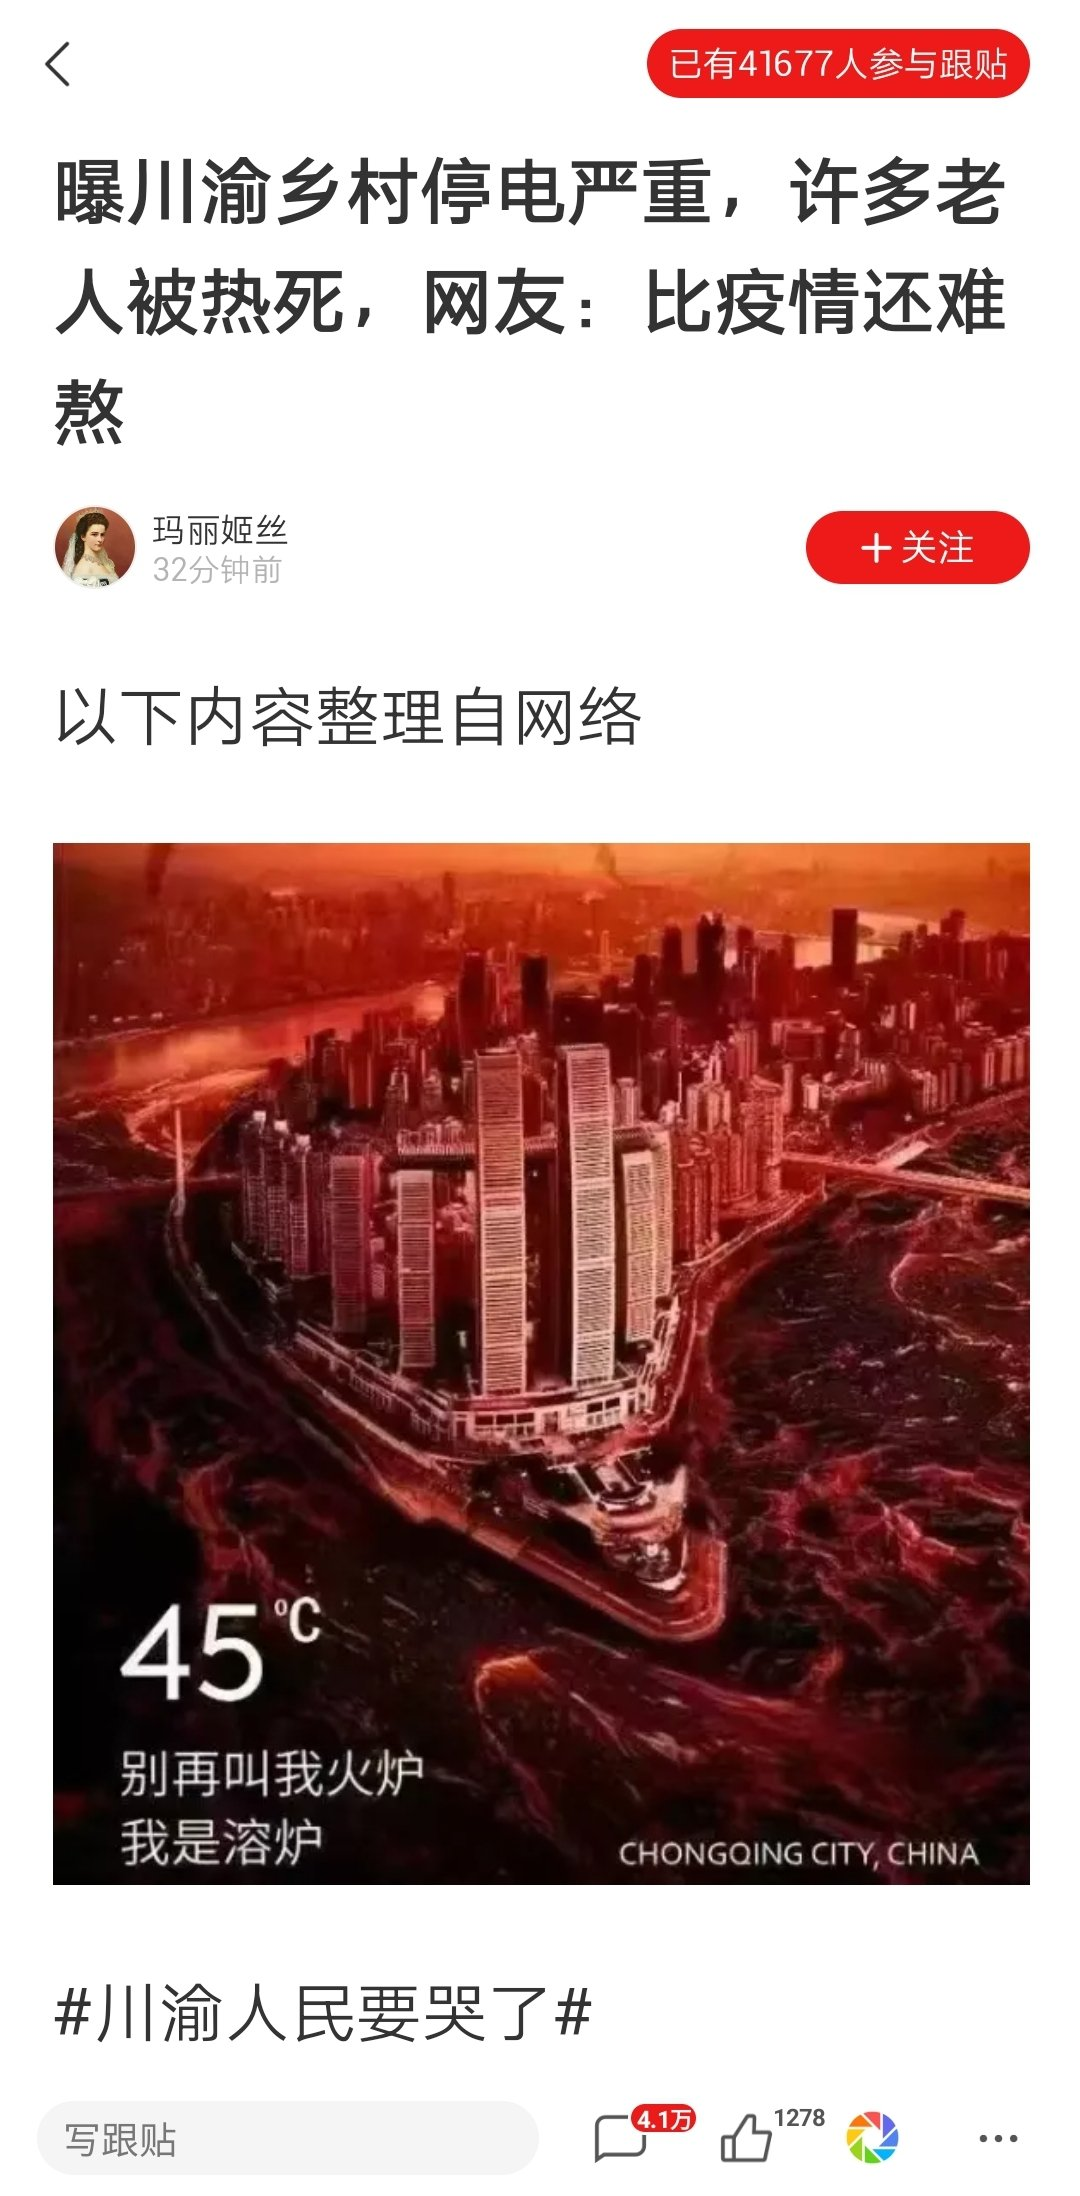 已有41677人参与跟贴
曝川渝乡村停电严重，许多老
人被热死，网友：比疫情还难
熬
玛丽姬丝
32分钟前
+关注
以下内容整理自网络
45℃
别再叫我火炉
我是溶炉
CHONGQING CITY, CHINA
#川渝人民要哭了#
写跟贴
4.1万
1278